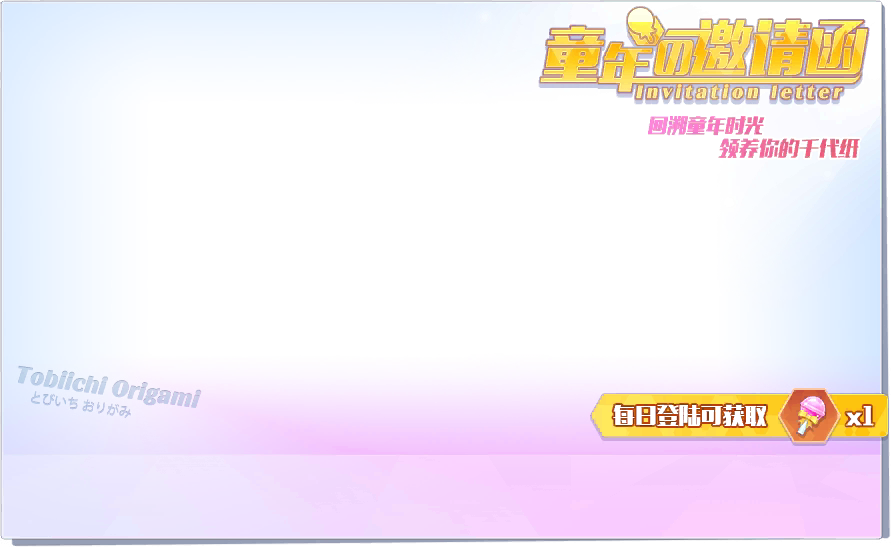 童年の邀请函
Invitation letter
回溯童年时光
领养你的千代纸
Tobiichi Origami
とびいち おりがみ
每日登陆可获取 x1